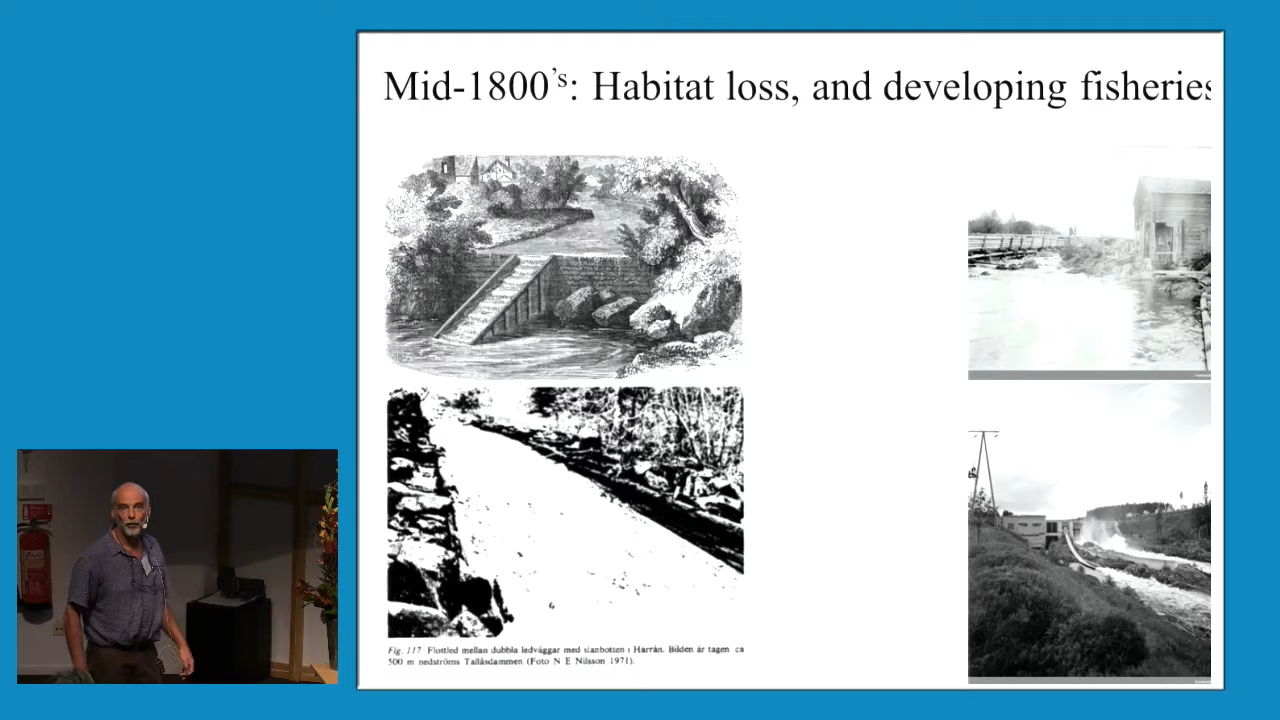 Mid-1800's: Habitat loss, and developing fisheries
Fig. 117 Flottled mellan dubbla ledväggar med stenbotten i Harrån. Bilden är tagen ca
500 m nedströms Tallåsdammen (Foto N E Nilsson 1971).